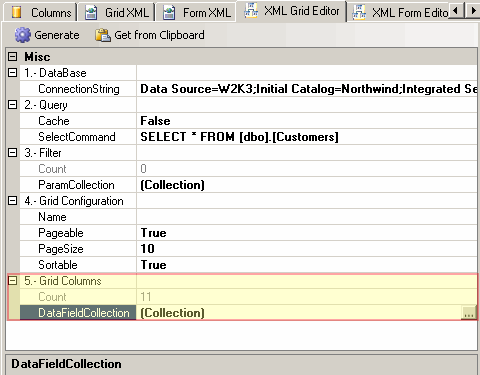 Columns Grid XML Form XML XML Grid Editor XML Form Edito
Generate Get from Clipboard
Misc
1.- DataBase
ConnectionString Data Source=W2K3;Initial Catalog=Northwind;Integrated Se
2.- Query
Cache False
SelectCommand SELECT * FROM [dbo].[Customers]
3.- Filter
Count 0
ParamCollection (Collection)
4.- Grid Configuration
Name
Pageable True
PageSize 10
Sortable True
5.- Grid Columns
Count 11
DataFieldCollection (Collection) ...
DataFieldCollection